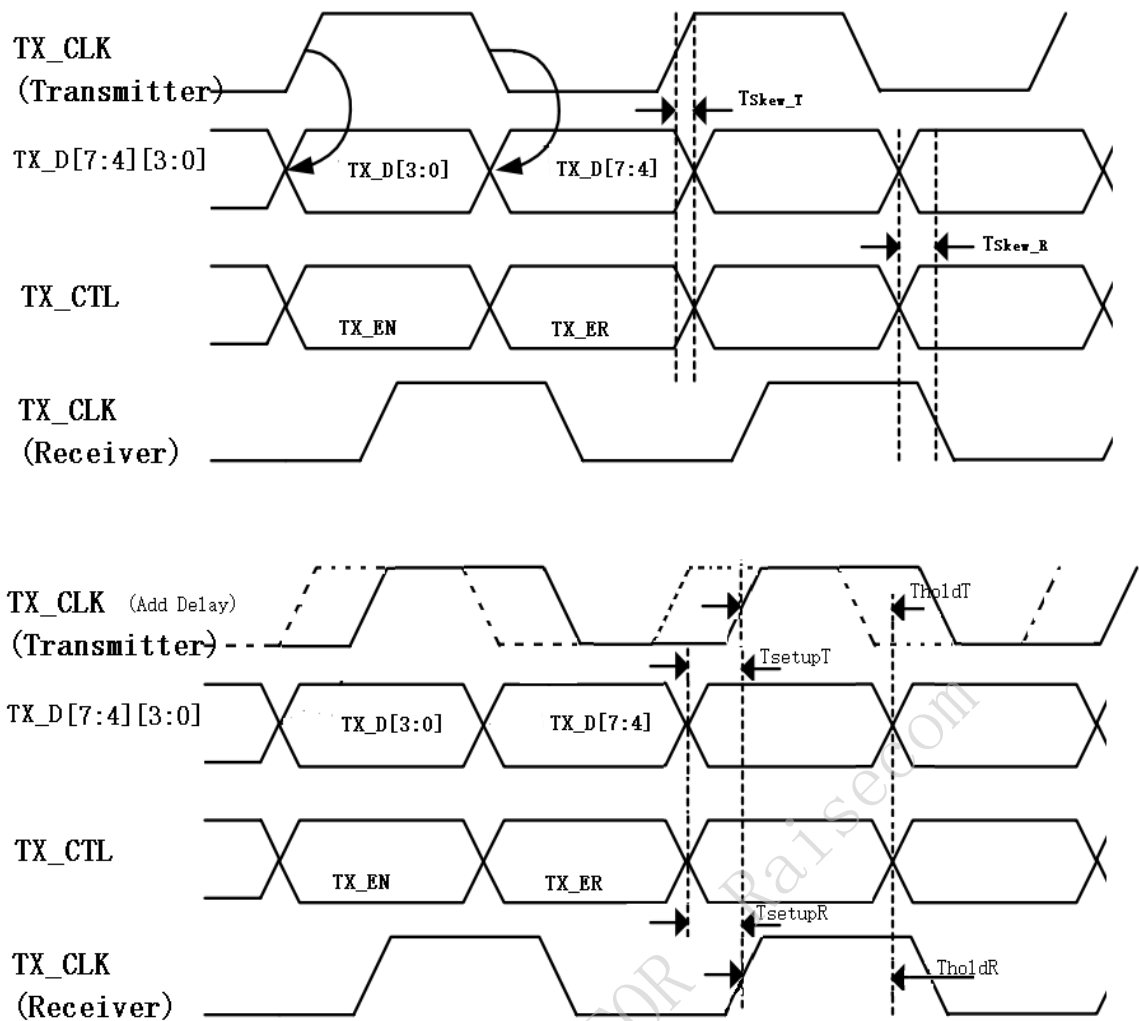 TX_CLK
(Transmitter)
TSkew_T
TX_D[7:4][3:0]
TX_D[3:0]
TX_D[7:4]
TSkew_R
TX_CTL
TX_EN
TX_ER
TX_CLK
(Receiver)
TX_CLK (Add Delay)
(Transmitter)
TholdT
TsetupT
TX_D[7:4][3:0]
TX_D[3:0]
TX_D[7:4]
TX_CTL
TX_EN
TX_ER
TsetupR
TX_CLK
(Receiver)
TholdR
Raisecom